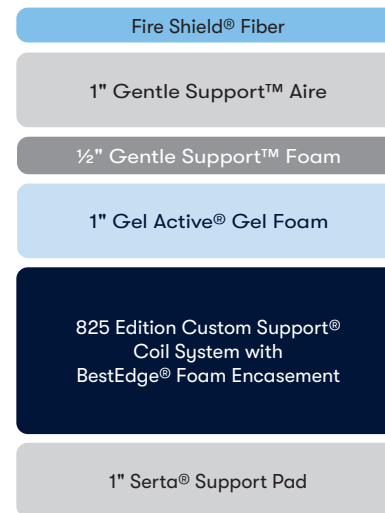 Fire Shield® Fiber
1" Gentle Support™ Aire
½" Gentle Support™ Foam
1" Gel Active® Gel Foam
825 Edition Custom Support®
Coil System with
BestEdge® Foam Encasement
1" Serta® Support Pad